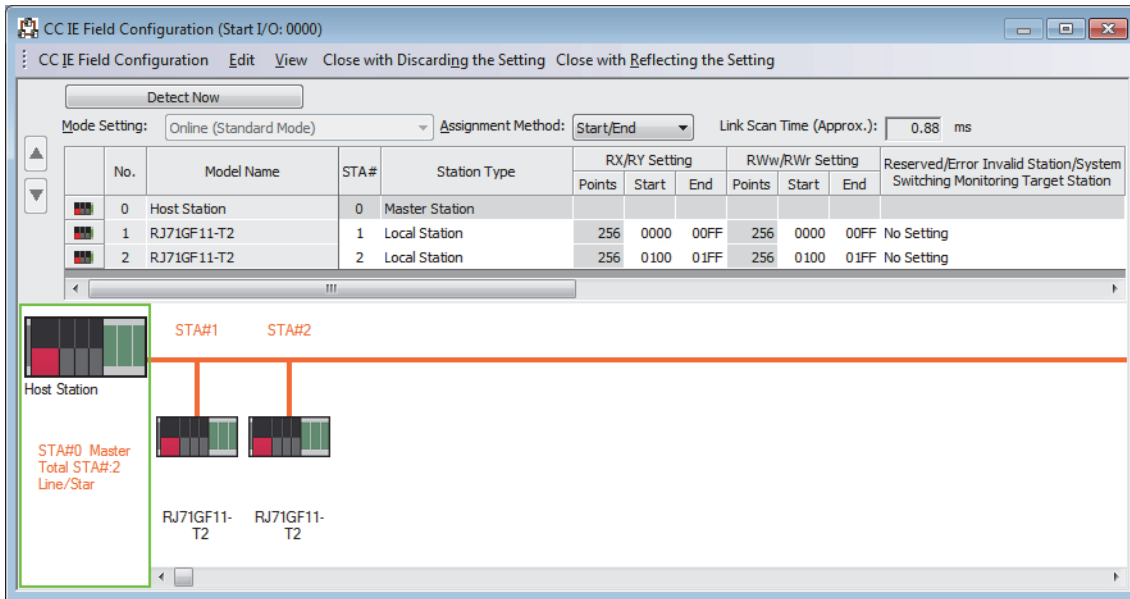 CC IE Field Configuration (Start I/O: 0000)
CC IE Field Configuration Edit View Close with Discarding the Setting Close with Reflecting the Setting
Detect Now
Mode Setting: Online (Standard Mode) Assignment Method: Start/End Link Scan Time (Approx.): 0.88 ms
No. Model Name STA# Station Type RX/RY Setting RWw/RWr Setting Reserved/Error Invalid Station/System
Switching Monitoring Target Station
Points Start End Points Start End
0 Host Station 0 Master Station
1 RJ71GF11-T2 1 Local Station 256 0000 00FF 256 0000 00FF No Setting
2 RJ71GF11-T2 2 Local Station 256 0100 01FF 256 0100 01FF No Setting
STA#1 STA#2
Host Station
STA#0 Master
Total STA#:2
Line/Star
RJ71GF11-
T2
RJ71GF11-
T2